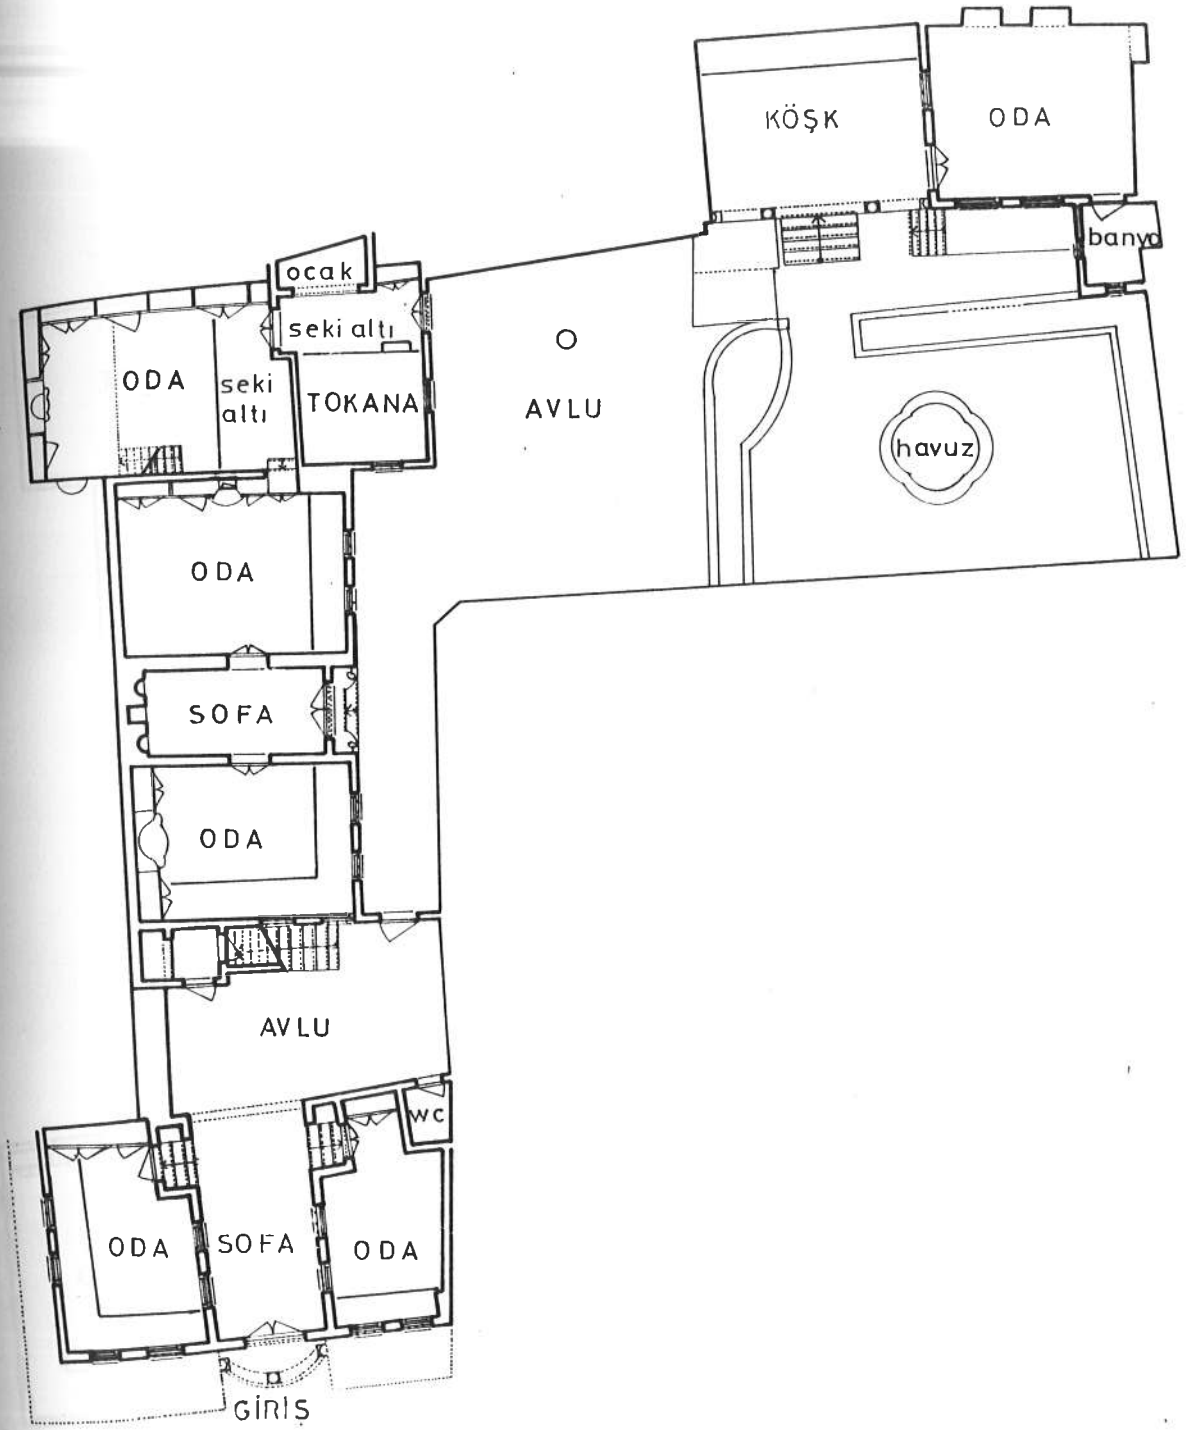 KÖŞK
ODA
banyo
ocak
seki altı
ODA
seki
altı
TOKANA
AVLU
havuz
ODA
SOFA
ODA
AVLU
WC
ODA
SOFA
ODA
GİRİŞ